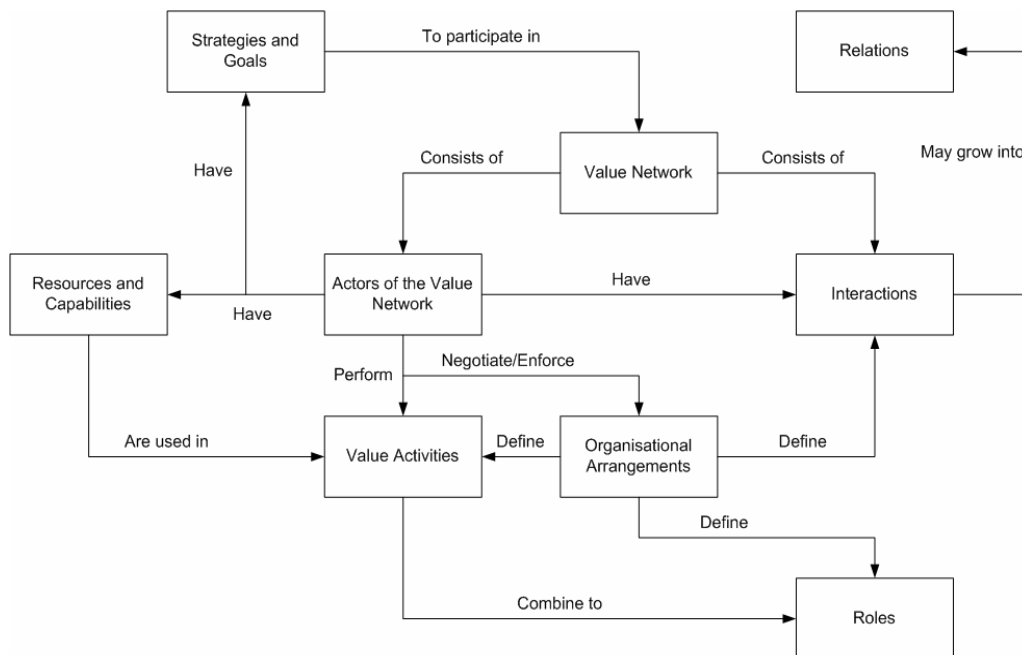 Strategies and
Goals
To participate in
Relations
Have
Consists of
Value Network
Consists of
May grow into
Resources and
Capabilities
Have
Actors of the Value
Network
Have
Interactions
Perform
Negotiate/Enforce
Are used in
Value Activities
Define
Organisational
Arrangements
Define
Define
Combine to
Roles